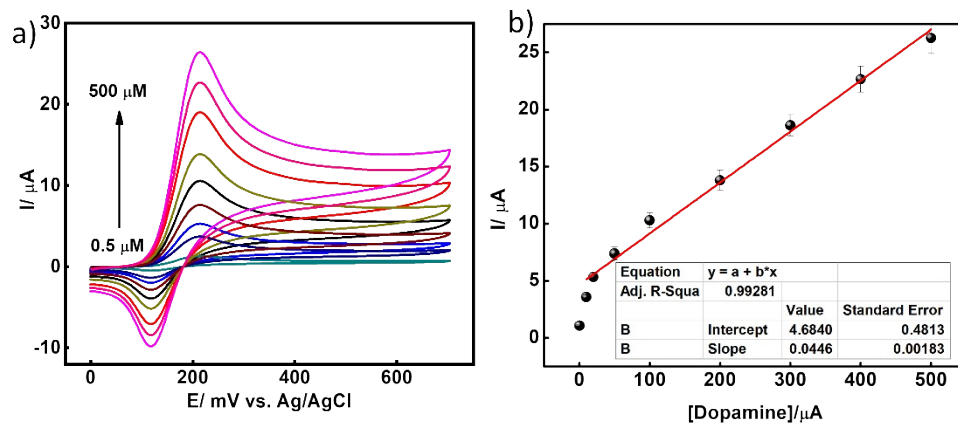 a)
500 μM
0.5 μM
I/ μA
30
20
10
0
-10
0 200 400 600
E/ mV vs. Ag/AgCl
b)
I/ μA
25
20
15
10
5
0
Equation y = a + b*x
Adj. R-Squa 0.99281
Value Standard Error
B Intercept 4.6840 0.4813
B Slope 0.0446 0.00183
0 100 200 300 400 500
[Dopamine]/μA